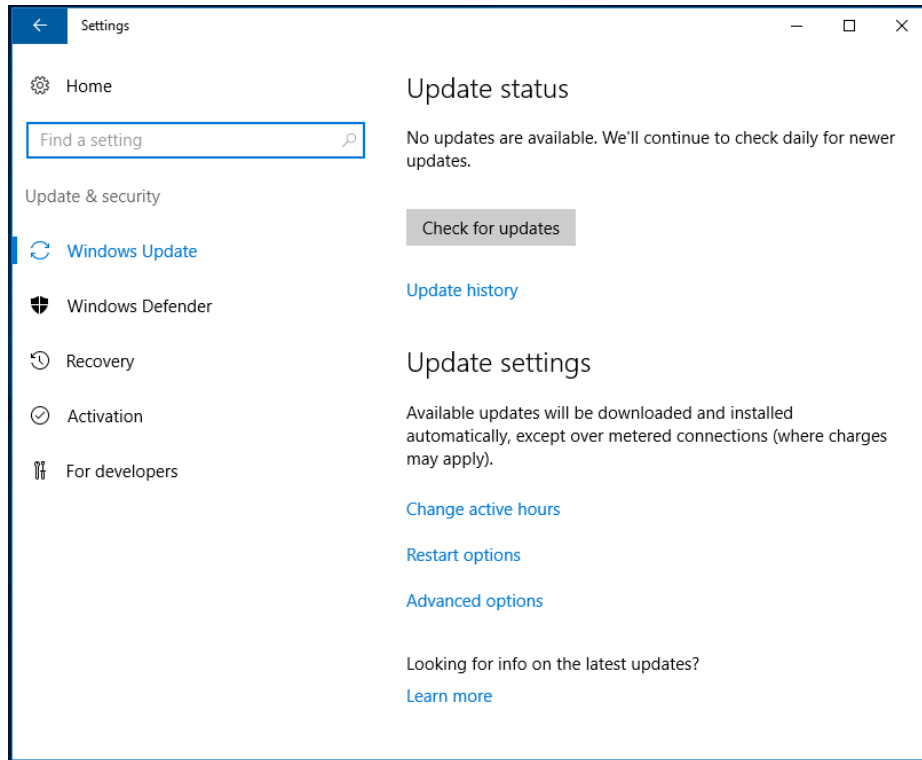 Settings
Home
Find a setting
Update & security
Windows Update
Windows Defender
Recovery
Activation
For developers
Update status
No updates are available. We'll continue to check daily for newer
updates.
Check for updates
Update history
Update settings
Available updates will be downloaded and installed
automatically, except over metered connections (where charges
may apply).
Change active hours
Restart options
Advanced options
Looking for info on the latest updates?
Learn more